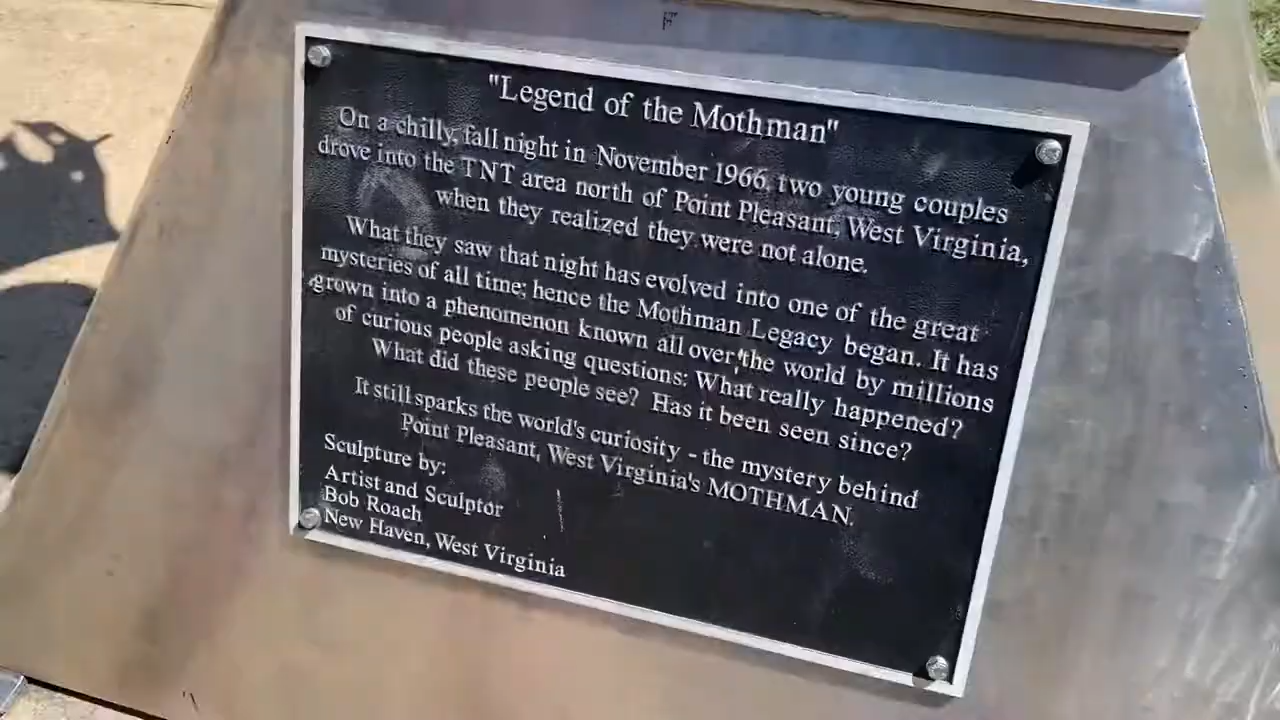 "Legend of the Mothman"
On a chilly, fall night in November 1966, two young couples
drove into the TNT area north of Point Pleasant, West Virginia,
when they realized they were not alone.
What they saw that night has evolved into one of the great
mysteries of all time; hence the Mothman Legacy began. It has
grown into a phenomenon known all over the world by millions
of curious people asking questions: What really happened?
What did these people see? Has it been seen since?
It still sparks the world's curiosity - the mystery behind
Point Pleasant, West Virginia's MOTHMAN.
Sculpture by:
Artist and Sculptor
Bob Roach
New Haven, West Virginia